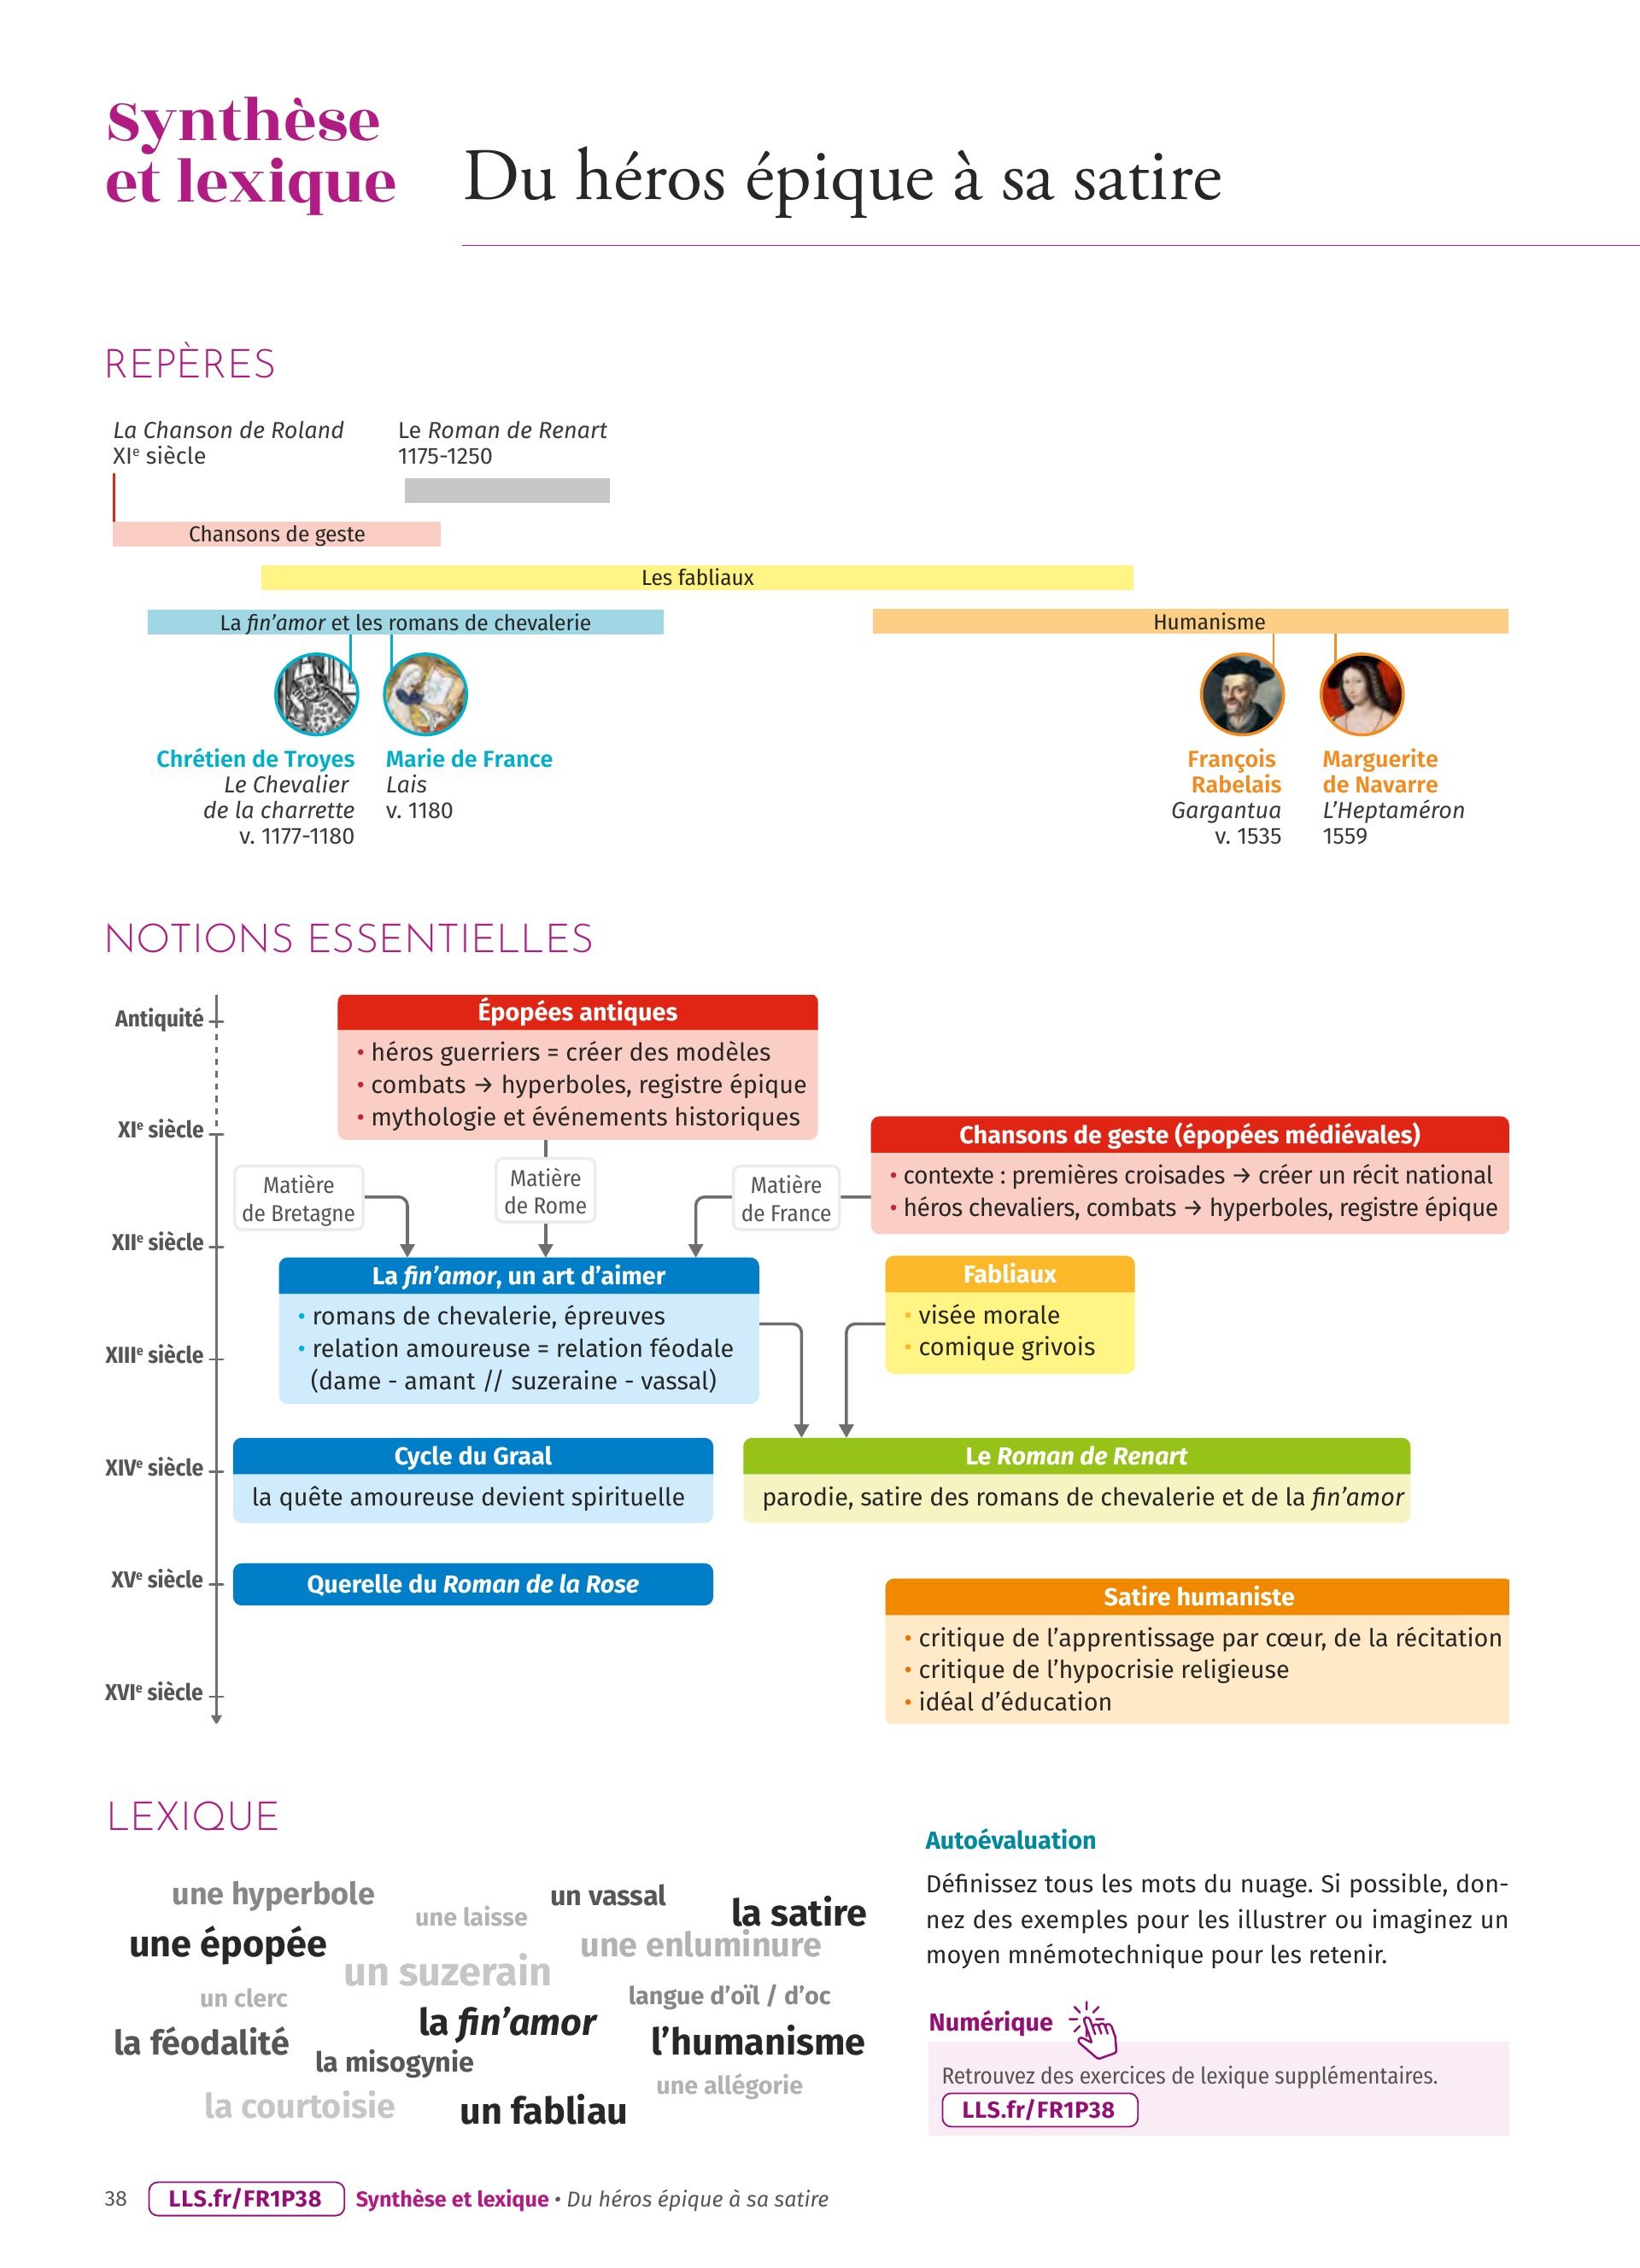 Synthèse
et lexique
Du héros épique à sa satire
REPÈRES
La Chanson de Roland
XIe siècle
Le Roman de Renart
1175-1250
Chansons de geste
Les fabliaux
La fin’amor et les romans de chevalerie
Humanisme
Chrétien de Troyes
Le Chevalier
de la charrette
v. 1177-1180
Marie de France
Lais
v. 1180
François
Rabelais
Gargantua
v. 1535
Marguerite
de Navarre
L’Heptaméron
1559
NOTIONS ESSENTIELLES
Antiquité
XIe siècle
XIIe siècle
XIIIe siècle
XIVe siècle
XVe siècle
XVIe siècle
Épopées antiques
• héros guerriers = créer des modèles
• combats → hyperboles, registre épique
• mythologie et événements historiques
Chansons de geste (épopées médiévales)
• contexte : premières croisades → créer un récit national
• héros chevaliers, combats → hyperboles, registre épique
Matière
de Bretagne
Matière
de Rome
Matière
de France
La fin’amor, un art d’aimer
• romans de chevalerie, épreuves
• relation amoureuse = relation féodale
(dame - amant // suzeraine - vassal)
Fabliaux
• visée morale
• comique grivois
Cycle du Graal
la quête amoureuse devient spirituelle
Le Roman de Renart
parodie, satire des romans de chevalerie et de la fin’amor
Querelle du Roman de la Rose
Satire humaniste
• critique de l’apprentissage par cœur, de la récitation
• critique de l’hypocrisie religieuse
• idéal d’éducation
LEXIQUE
une hyperbole
une laisse
un vassal
la satire
une épopée
un suzerain
une enluminure
un clerc
la fin’amor
langue d’oïl / d’oc
la féodalité
la misogynie
l’humanisme
la courtoisie
un fabliau
une allégorie
Autoévaluation
Définissez tous les mots du nuage. Si possible, don-
nez des exemples pour les illustrer ou imaginez un
moyen mnémotechnique pour les retenir.
Numérique
Retrouvez des exercices de lexique supplémentaires.
LLS.fr/FR1P38
38 LLS.fr/FR1P38 Synthèse et lexique • Du héros épique à sa satire